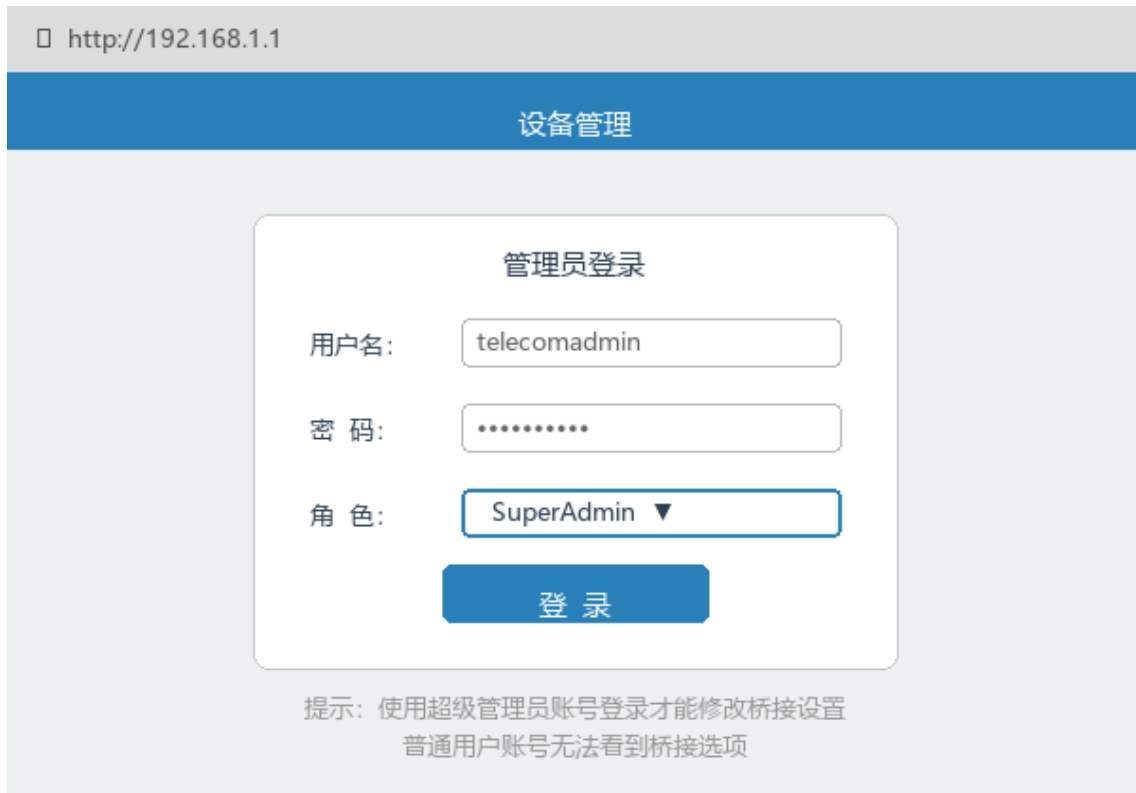 http://192.168.1.1
设备管理
管理员登录
用户名: telecomadmin
密 码: ••••••••••
角 色: SuperAdmin ▼
登 录
提示：使用超级管理员账号登录才能修改桥接设置
普通用户账号无法看到桥接选项